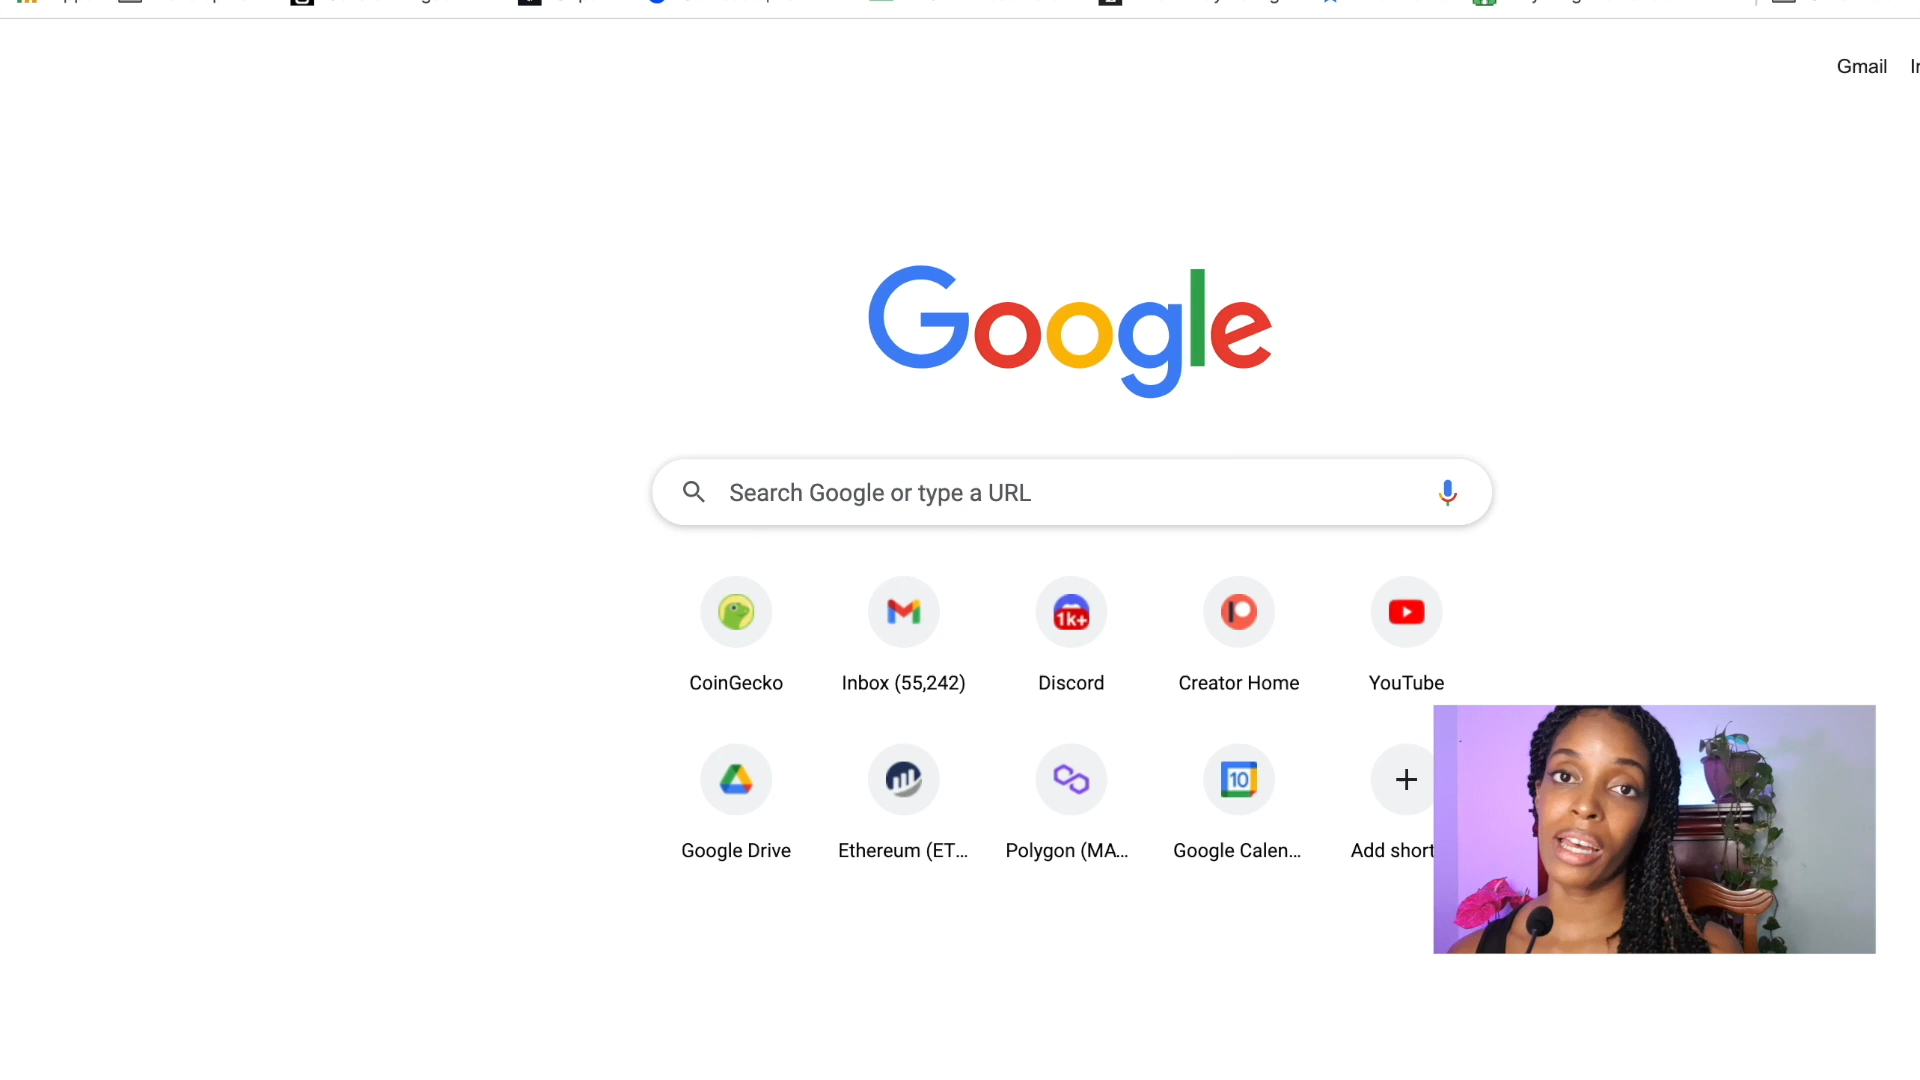 Gmail
Google
Search Google or type a URL
1k+
CoinGecko
Inbox (55,242)
Discord
Creator Home
YouTube
10
Google Drive
Ethereum (ET...
Polygon (MA...
Google Calen...
Add short